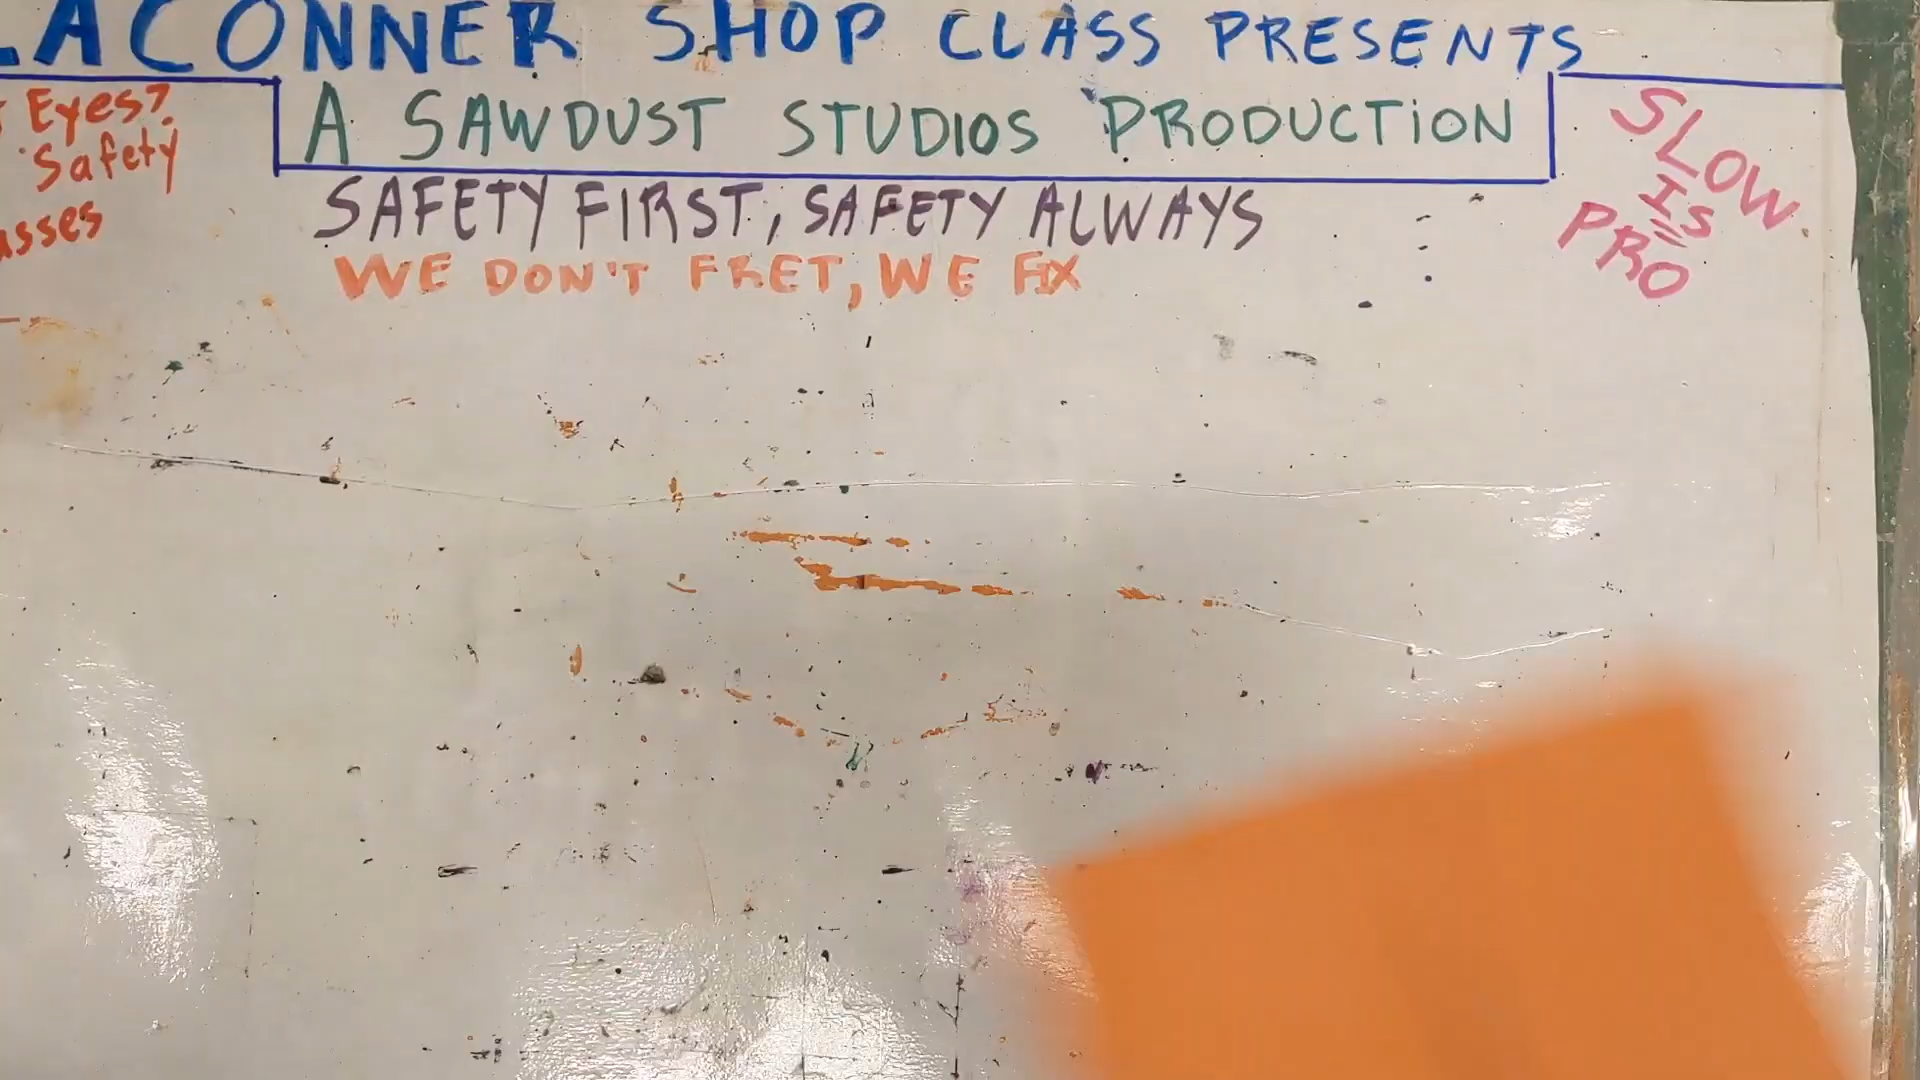 LACONNER SHOP CLASS PRESENTS
A SAWDUST STUDIOS PRODUCTION
SAFETY FIRST, SAFETY ALWAYS
WE DON'T FRET, WE FIX
Eyes?
Safety
SLOW
IS
PRO